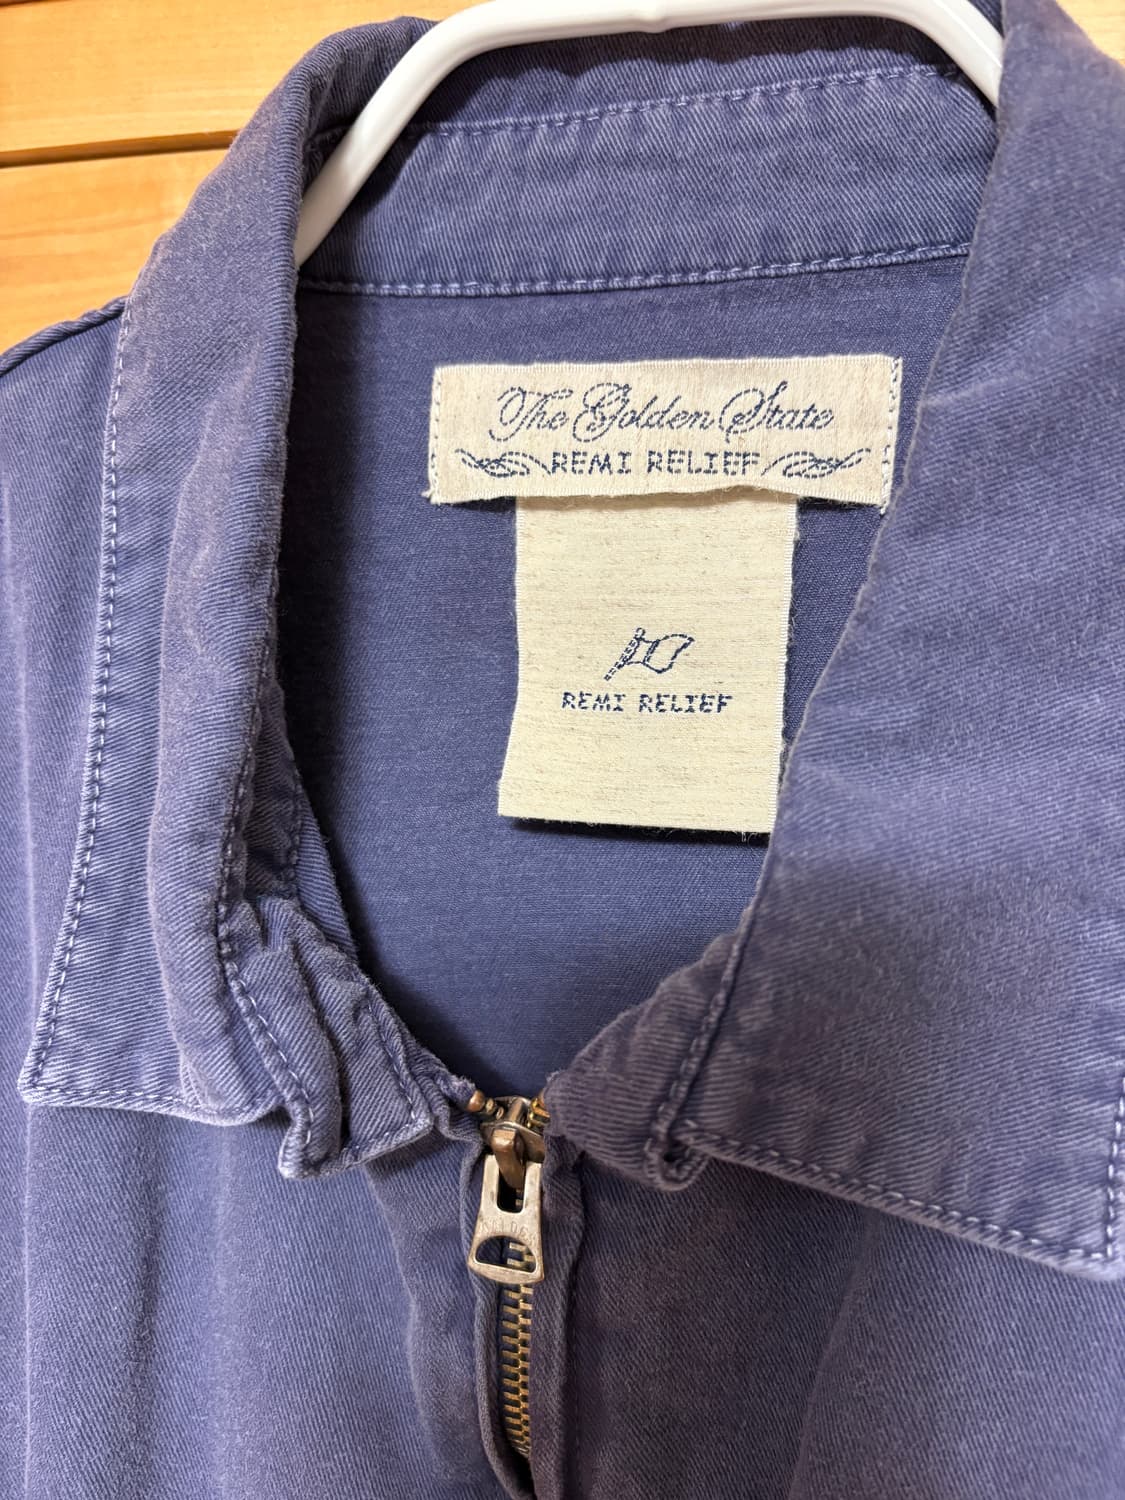 The Golden State
REMI RELIEF
REMI RELIEF